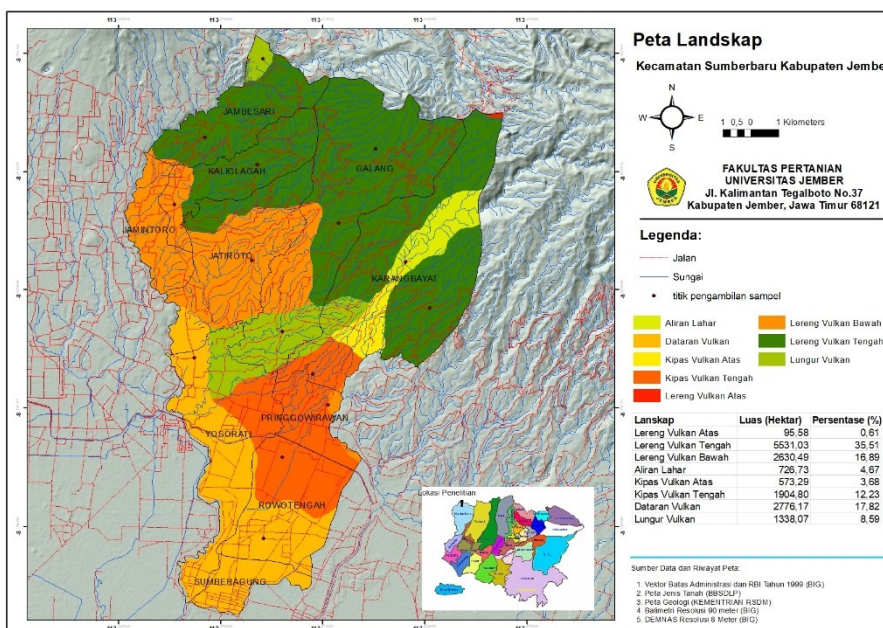 Peta Landskap
Kecamatan Sumberbaru Kabupaten Jembe
N
W E
S
1 0,5 0 1 Kilometers
FAKULTAS PERTANIAN
UNIVERSITAS JEMBER
Jl. Kalimantan Tegalboto No.37
Kabupaten Jember, Jawa Timur 68121
Legenda:
Jalan
Sungai
titik pengambilan sampel
Aliran Lahar
Dataran Vulkan
Kipas Vulkan Atas
Kipas Vulkan Tengah
Lereng Vulkan Atas
Lereng Vulkan Bawah
Lereng Vulkan Tengah
Lungur Vulkan
Lanskap Luas (Hektar) Persentase (%)
Lereng Vulkan Atas 95,58 0,61
Lereng Vulkan Tengah 5531,03 35,51
Lereng Vulkan Bawah 2630,49 16,89
Aliran Lahar 726,73 4,67
Kipas Vulkan Atas 573,29 3,68
Kipas Vulkan Tengah 1904,80 12,23
Dataran Vulkan 2776,17 17,82
Lungur Vulkan 1338,07 8,59
Sumber Data dan Riwayat Peta:
1. Vektor Batas Administrasi dan RBI Tahun 1999 (BIG)
2. Peta Jenis Tanah (BBSDLP)
3. Peta Geologi (KEMENTRIAN RSDM)
4. Batimetri Resolusi 90 meter (BIG)
5. DEMNAS Resolusi 8 Meter (BIG)
JAMBESARI
KALIGLAGAH
GALANG
JAMINTORO
JATIROTO
KARANGBAYAT
PRINGGOWIRAWAN
YOSORATI
ROWOTENGAH
SUMBERAGUNG
Lokasi Penelitian